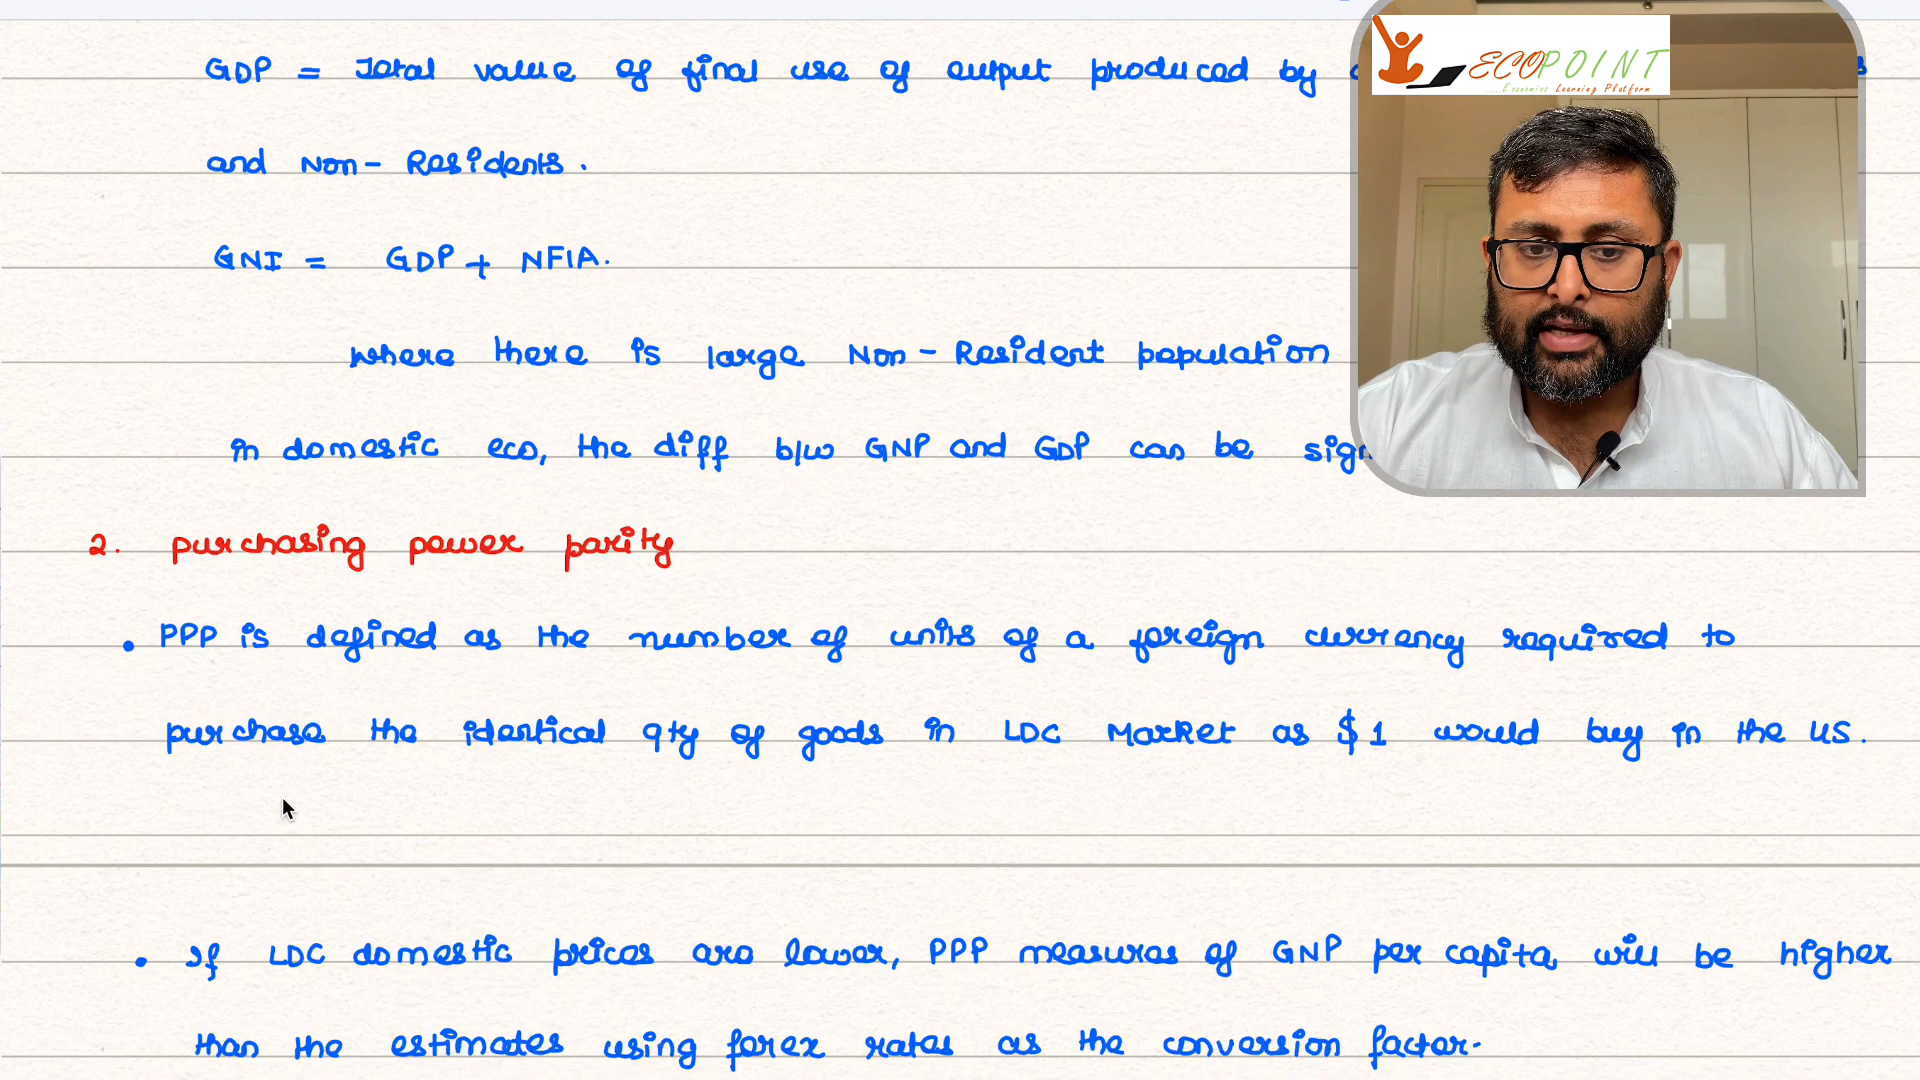 GDP = Total value of final use of output produced by
ECOPOINT
.....Economics Learning Platform
and Non-Residents.
GNI = GDP + NFIA.
where there is large Non-Resident population
in domestic eco, the diff b/w GNP and GDP can be
2. purchasing power parity
• PPP is defined as the number of units of a foreign currency required to
purchase the identical qty of goods in LDC Market as $1 would buy in the US.
• If LDC domestic prices are lower, PPP measures of GNP per capita will be higher
than the estimates using forex rates as the conversion factor.